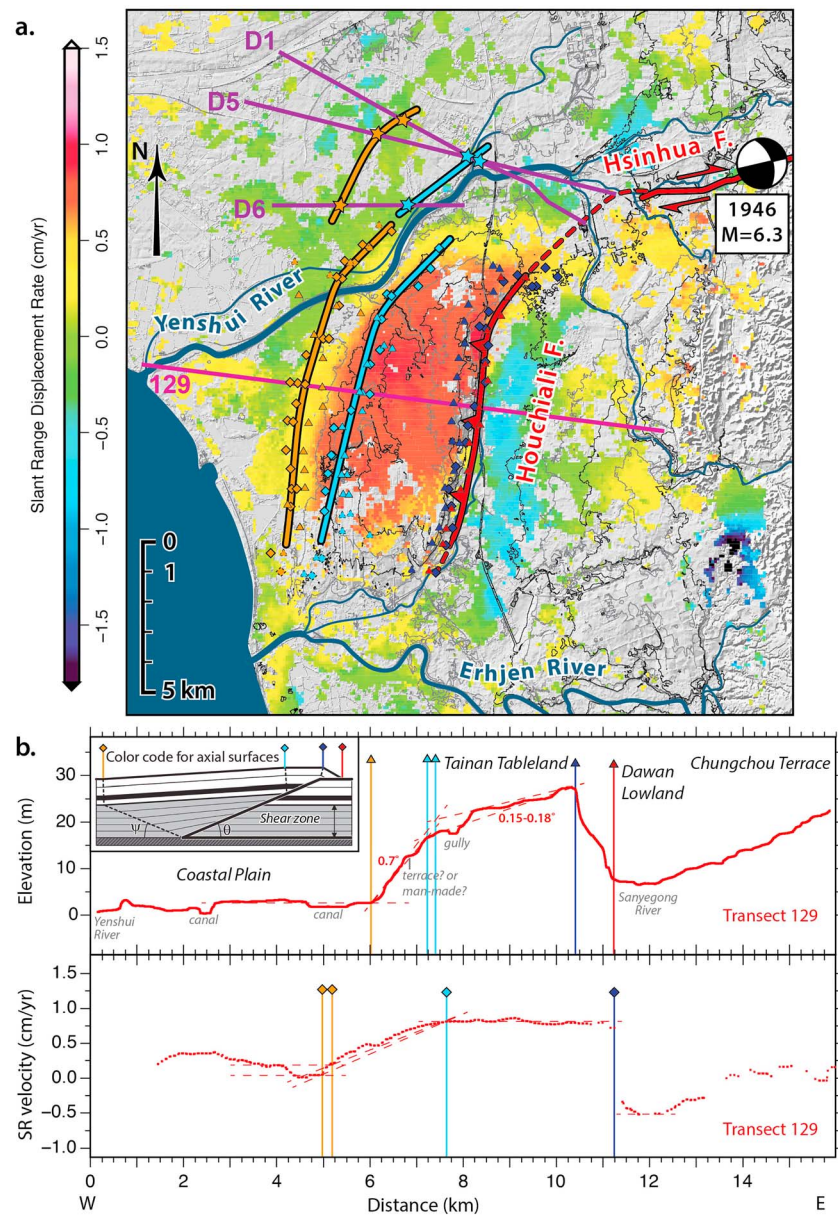 a.
1.5
1.0
0.5
0.0
−0.5
−1.0
−1.5
Slant Range Displacement Rate (cm/yr)
D1
D5
D6
N
Hsinhua F.
1946
M=6.3
Yenshui River
129
Houchiali F.
0
1
5 km
Erhjen River
b.
Color code for axial surfaces
Shear zone
ψ
θ
Tainan Tableland
Chungchou Terrace
Dawan
Lowland
0.15-0.18°
0.7°
gully
terrace? or
man-made?
Coastal Plain
Yenshui
River
canal
canal
Sanyegong
River
Transect 129
Elevation (m)
30
20
10
0
SR velocity (cm/yr)
1.5
1.0
0.5
0.0
−0.5
−1.0
Transect 129
0 2 4 6 8 10 12 14
W Distance (km) E